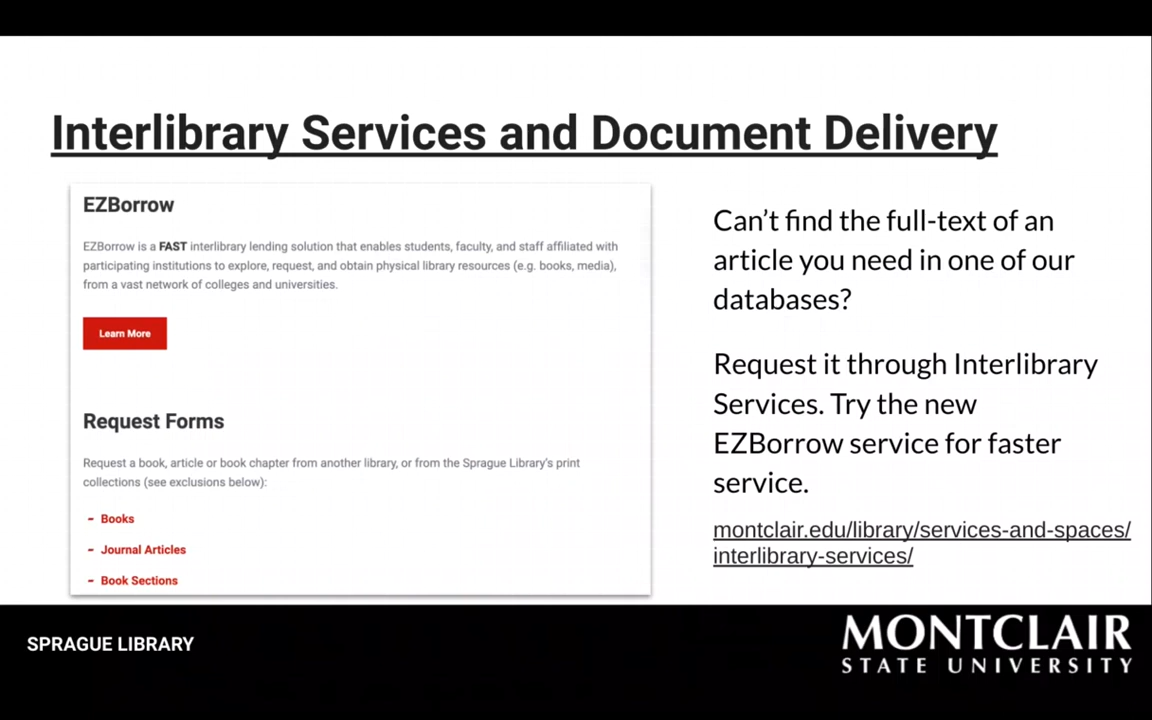 Interlibrary Services and Document Delivery
EZBorrow
EZBorrow is a FAST interlibrary lending solution that enables students, faculty, and staff affiliated with
participating institutions to explore, request, and obtain physical library resources (e.g. books, media),
from a vast network of colleges and universities.
Learn More
Request Forms
Request a book, article or book chapter from another library, or from the Sprague Library's print
collections (see exclusions below):
- Books
- Journal Articles
- Book Sections
Can't find the full-text of an
article you need in one of our
databases?
Request it through Interlibrary
Services. Try the new
EZBorrow service for faster
service.
montclair.edu/library/services-and-spaces/
interlibrary-services/
SPRAGUE LIBRARY
MONTCLAIR
STATE UNIVERSITY